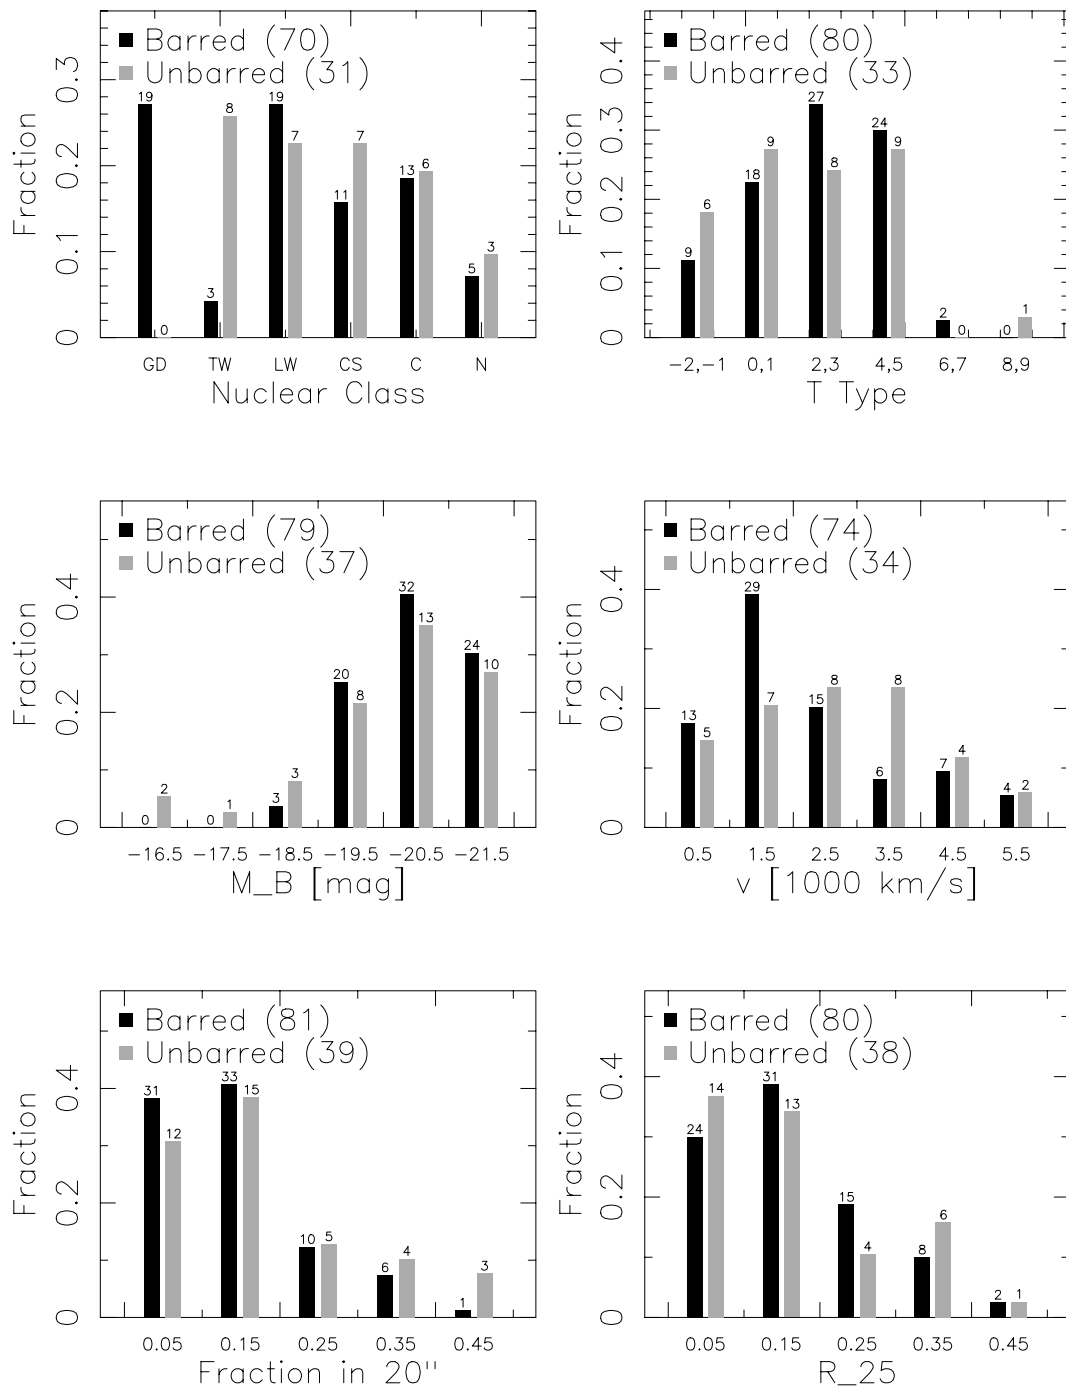 Barred (70)
Unbarred (31)
Fraction
0 0.1 0.2 0.3
19 0 3 8 19 7 11 7 13 6 5 3
GD TW LW CS C N
Nuclear Class
Barred (80)
Unbarred (33)
Fraction
0 0.1 0.2 0.3 0.4
9 6 18 9 27 8 24 9 2 0 0 1
-2,-1 0,1 2,3 4,5 6,7 8,9
T Type
Barred (79)
Unbarred (37)
Fraction
0 0.2 0.4
0 2 0 1 3 3 20 8 32 13 24 10
-16.5 -17.5 -18.5 -19.5 -20.5 -21.5
M_B [mag]
Barred (74)
Unbarred (34)
Fraction
0 0.2 0.4
13 5 29 7 15 8 6 8 7 4 4 2
0.5 1.5 2.5 3.5 4.5 5.5
v [1000 km/s]
Barred (81)
Unbarred (39)
Fraction
0 0.2 0.4
31 12 33 15 10 5 6 4 1 3
0.05 0.15 0.25 0.35 0.45
Fraction in 20"
Barred (80)
Unbarred (38)
Fraction
0 0.2 0.4
24 14 31 13 15 4 8 6 2 1
0.05 0.15 0.25 0.35 0.45
R_25